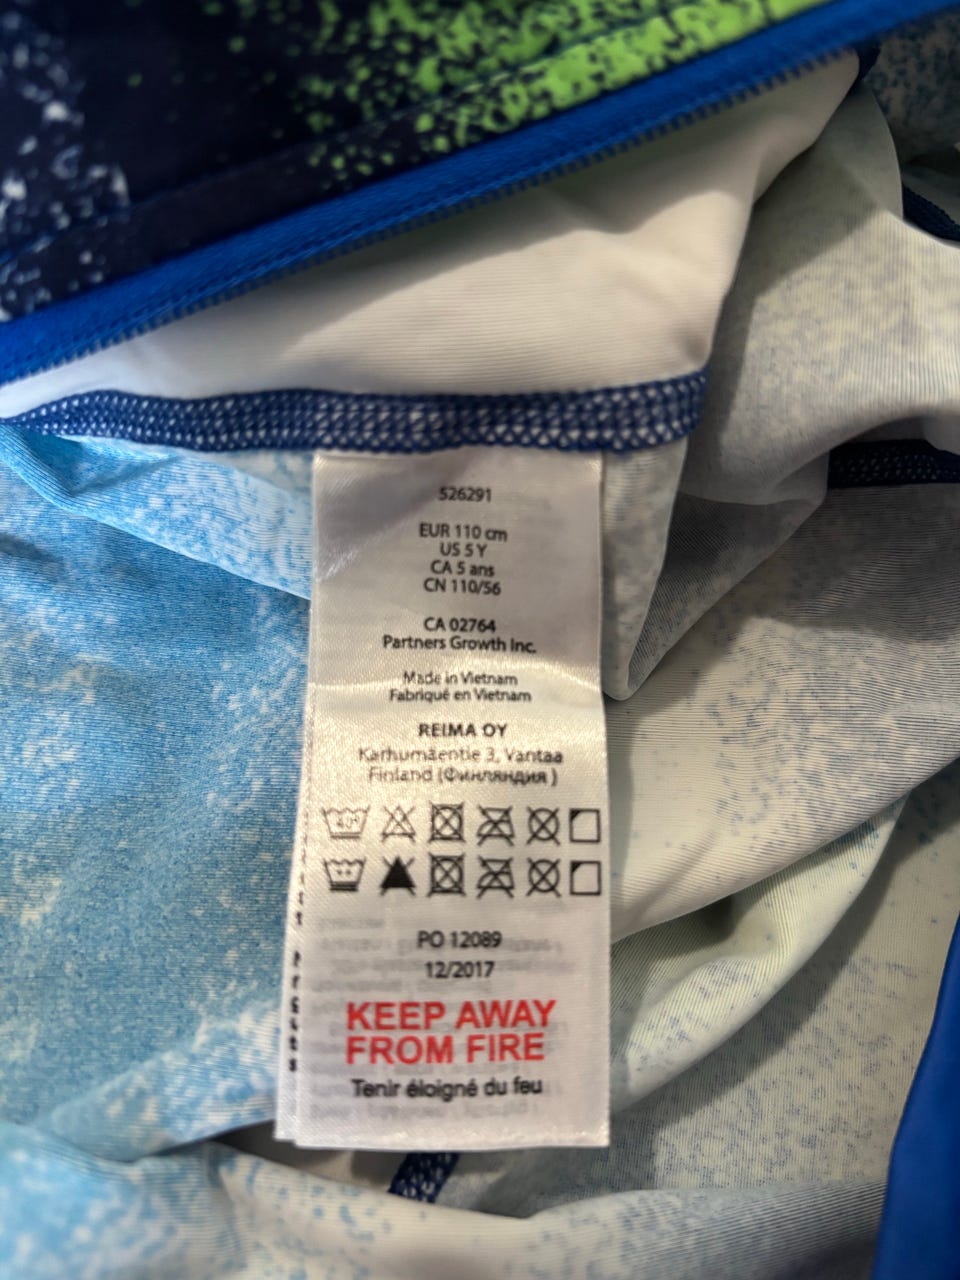 526291
EUR 110 cm
US 5 Y
CA 5 ans
CN 110/56
CA 02764
Partners Growth Inc.
Made in Vietnam
Fabriqué en Vietnam
REIMA OY
Karhumäentie 3, Vantaa
Finland (Финляндия )
40
PO 12089
12/2017
KEEP AWAY
FROM FIRE
Tenir éloigné du feu